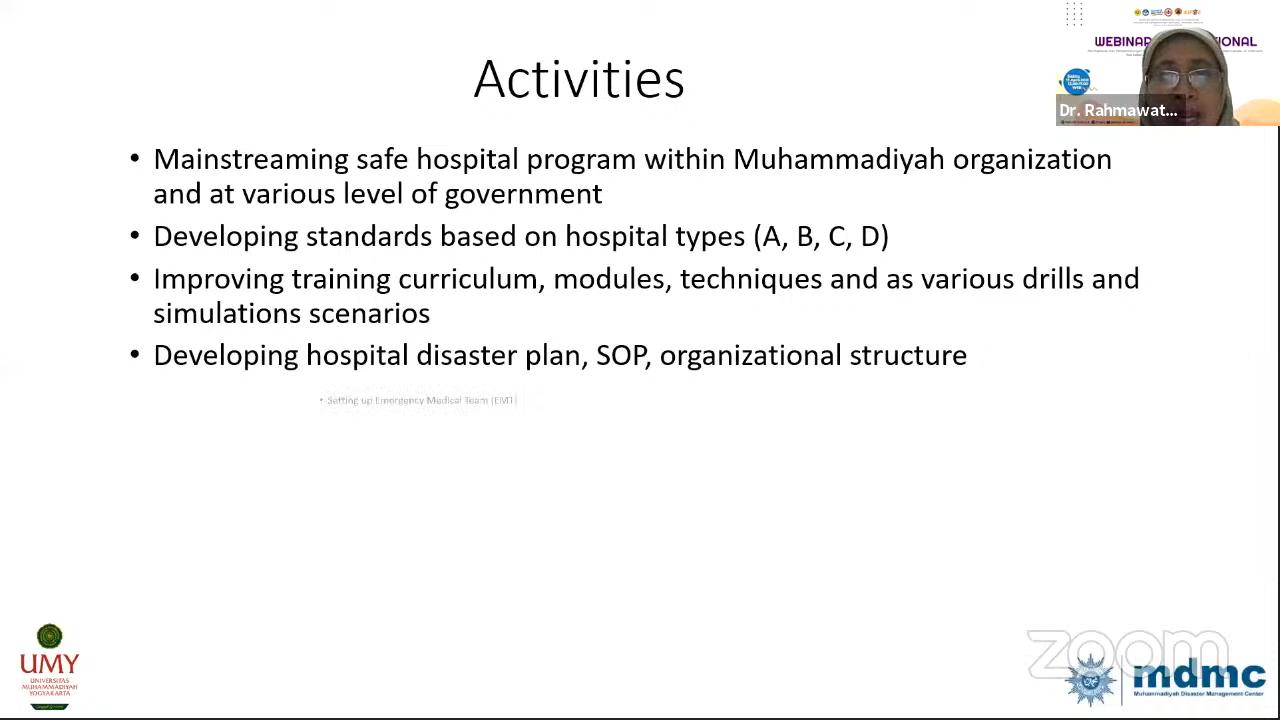 Activities
• Mainstreaming safe hospital program within Muhammadiyah organization
and at various level of government
• Developing standards based on hospital types (A, B, C, D)
• Improving training curriculum, modules, techniques and as various drills and
simulations scenarios
• Developing hospital disaster plan, SOP, organizational structure
• Setting up Emergency Medical Team (EMT)
Dr. Rahmawat...
UMY
UNIVERSITAS
MUHAMMADIYAH
YOGYAKARTA
zoom
mdmc
Muhammadiyah Disaster Management Center